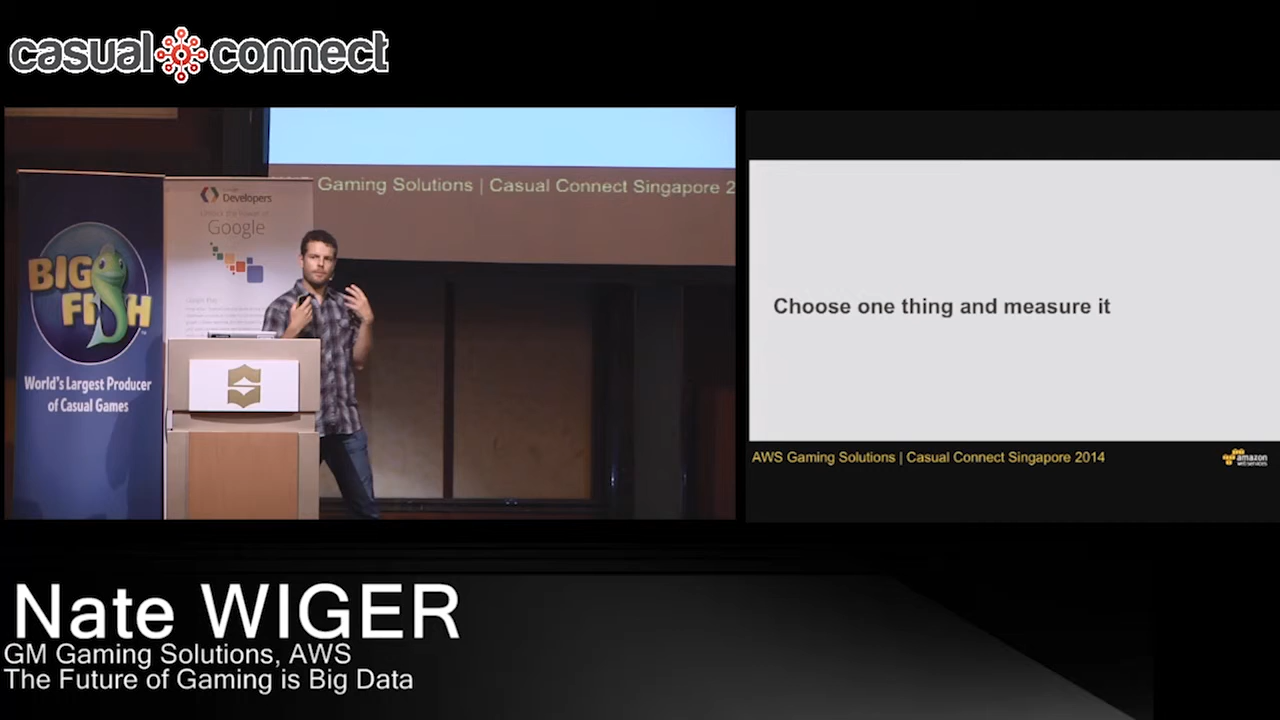 casual connect
Gaming Solutions | Casual Connect Singapore 2
Developers
Google
BIG
FISH
World's Largest Producer
of Casual Games
Choose one thing and measure it
AWS Gaming Solutions | Casual Connect Singapore 2014
amazon
web services
Nate WIGER
GM Gaming Solutions, AWS
The Future of Gaming is Big Data